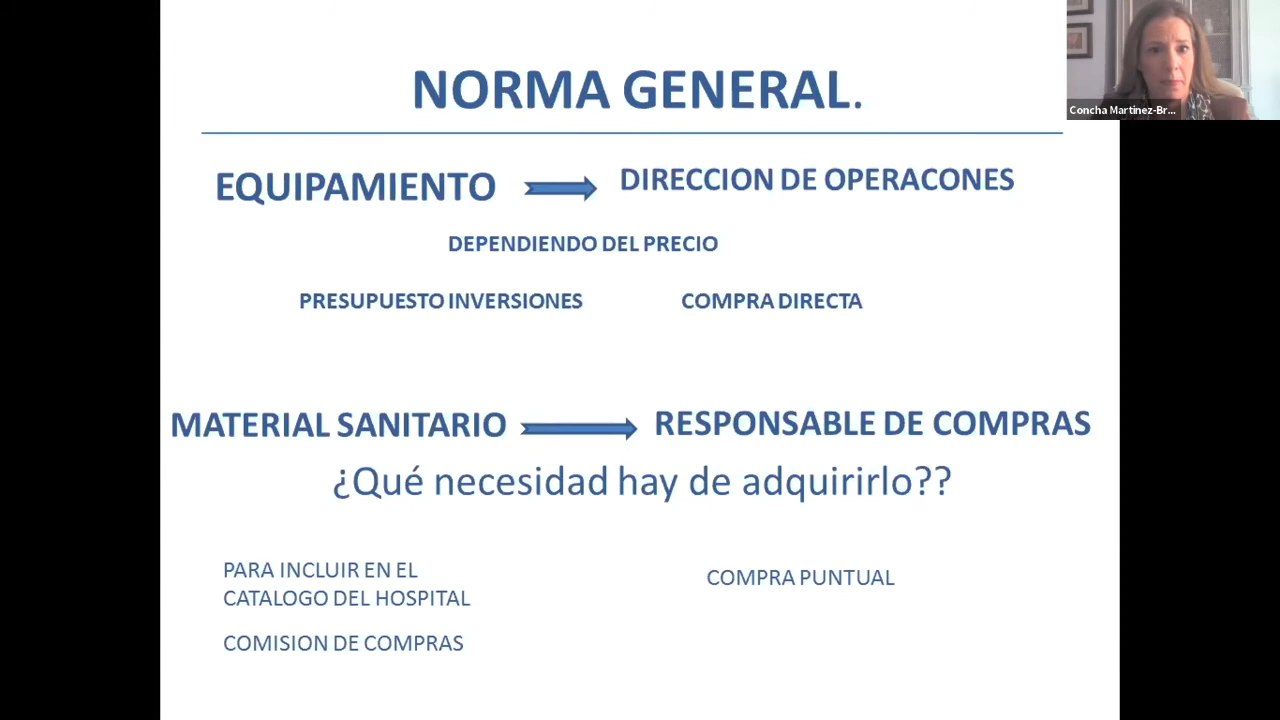 NORMA GENERAL.
Concha Martinez-Br...
EQUIPAMIENTO
DIRECCION DE OPERACONES
DEPENDIENDO DEL PRECIO
PRESUPUESTO INVERSIONES
COMPRA DIRECTA
MATERIAL SANITARIO
RESPONSABLE DE COMPRAS
¿Qué necesidad hay de adquirirlo??
PARA INCLUIR EN EL
CATALOGO DEL HOSPITAL
COMISION DE COMPRAS
COMPRA PUNTUAL